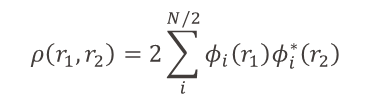 ρ(r₁,r₂) = 2 ∑ᵢ^{N/2} ϕᵢ(r₁)ϕᵢ*(r₂)